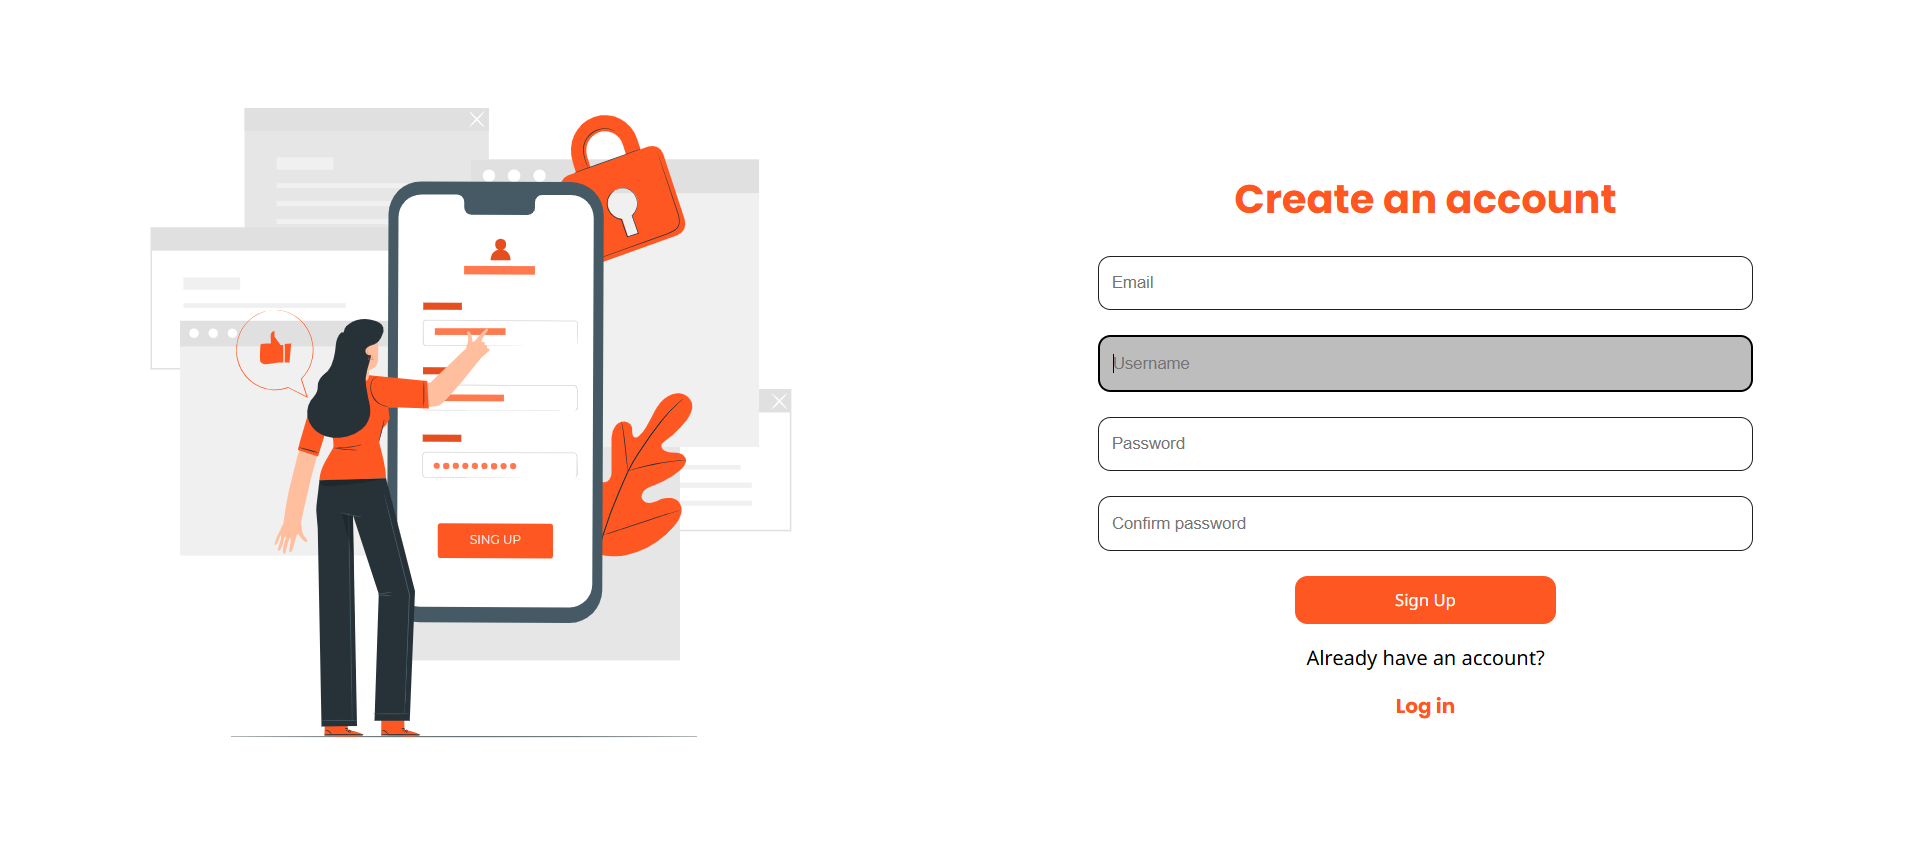 SING UP
Create an account
Email
Username
Password
Confirm password
Sign Up
Already have an account?
Log in